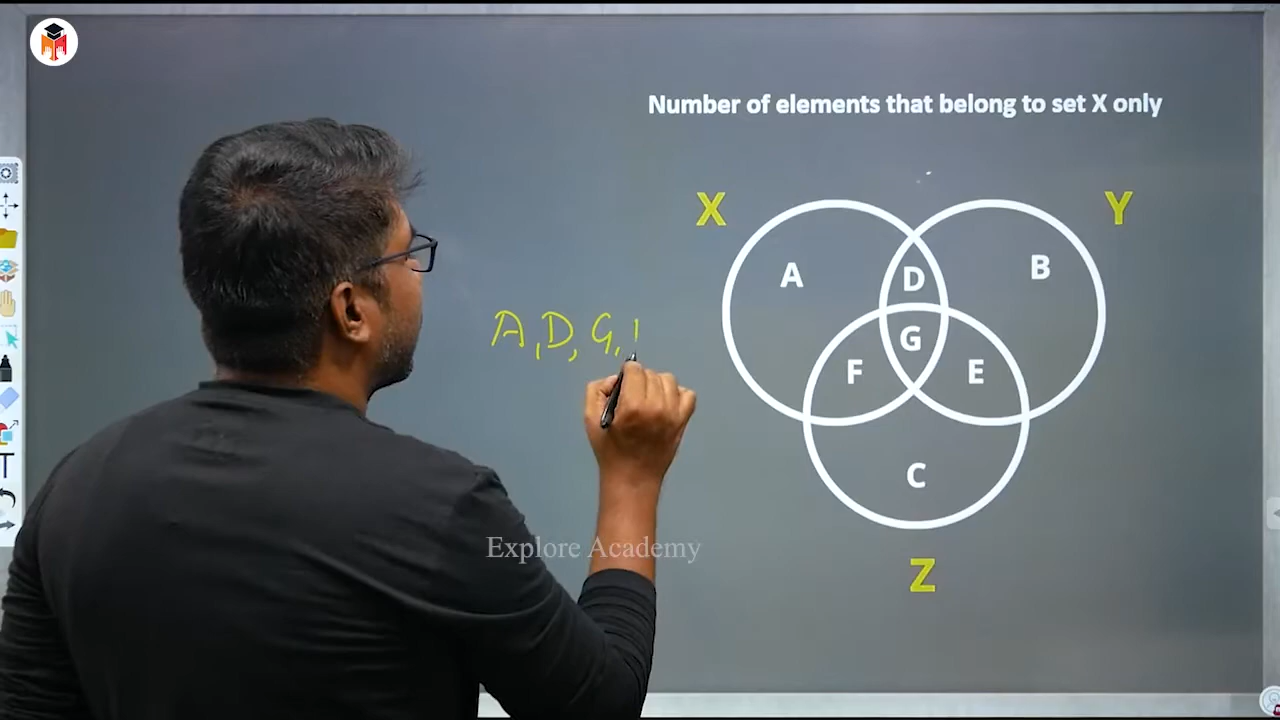 Number of elements that belong to set X only
X
Y
A
D
B
A, D, G,
G
F
E
C
Explore Academy
Z